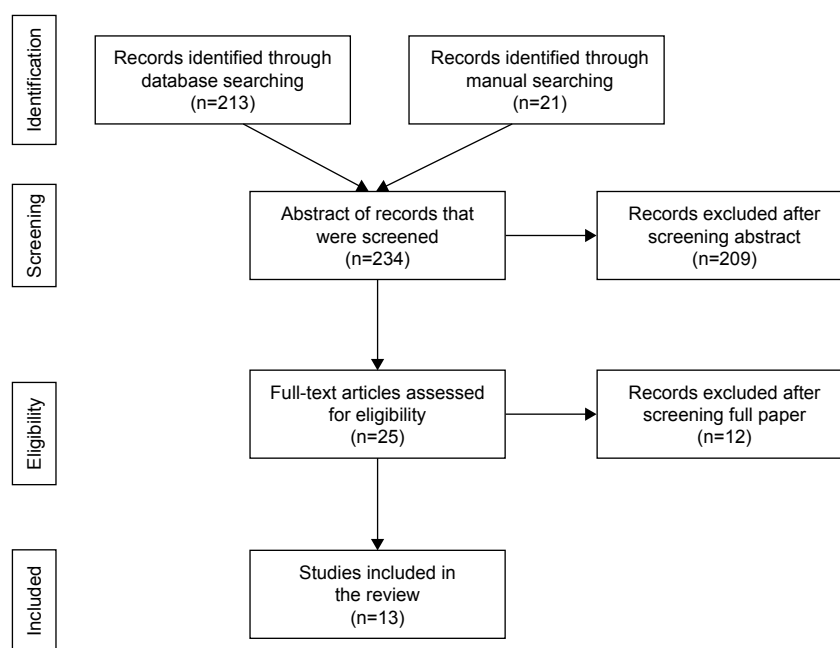 Identification
Records identified through
database searching
(n=213)
Records identified through
manual searching
(n=21)
Screening
Abstract of records that
were screened
(n=234)
Records excluded after
screening abstract
(n=209)
Eligibility
Full-text articles assessed
for eligibility
(n=25)
Records excluded after
screening full paper
(n=12)
Included
Studies included in
the review
(n=13)